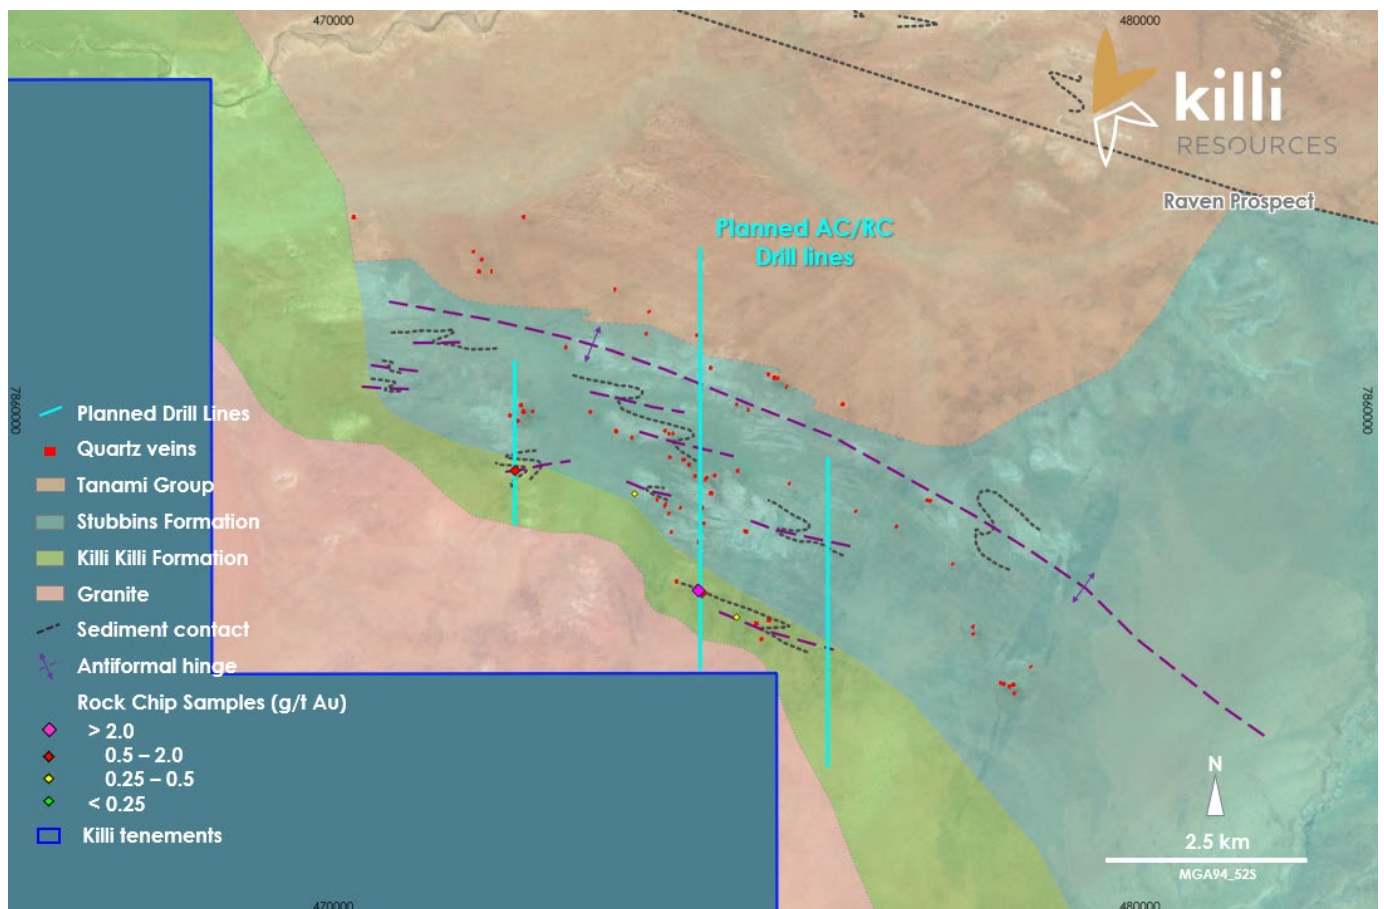 470000
480000
killi
RESOURCES
Raven Prospect
Planned AC/RC
Drill lines
7860000
7860000
Planned Drill Lines
Quartz veins
Tanami Group
Stubbins Formation
Killi Killi Formation
Granite
Sediment contact
Antiformal hinge
Rock Chip Samples (g/t Au)
> 2.0
0.5 – 2.0
0.25 – 0.5
< 0.25
Killi tenements
N
2.5 km
MGA94_52S
470000
480000